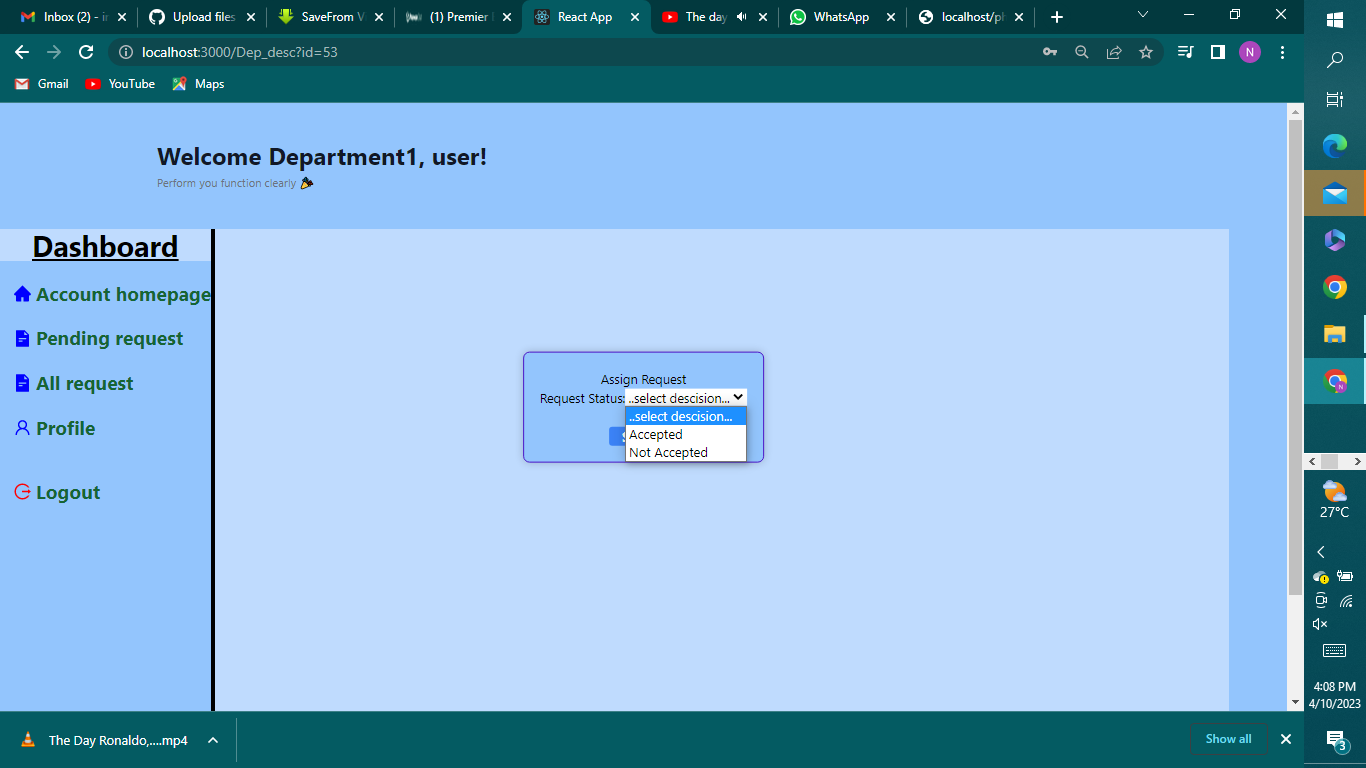 Inbox (2) - in
Upload files
SaveFrom V
(1) Premier
React App
The day
WhatsApp
localhost/ph
localhost:3000/Dep_desc?id=53
N
Gmail
YouTube
Maps
Welcome Department1, user!
Perform you function clearly
Dashboard
Account homepage
Pending request
All request
Profile
Logout
Assign Request
Request Status:
..select descision...
..select descision...
Accepted
Not Accepted
The Day Ronaldo,....mp4
Show all
27°C
4:08 PM
4/10/2023
3